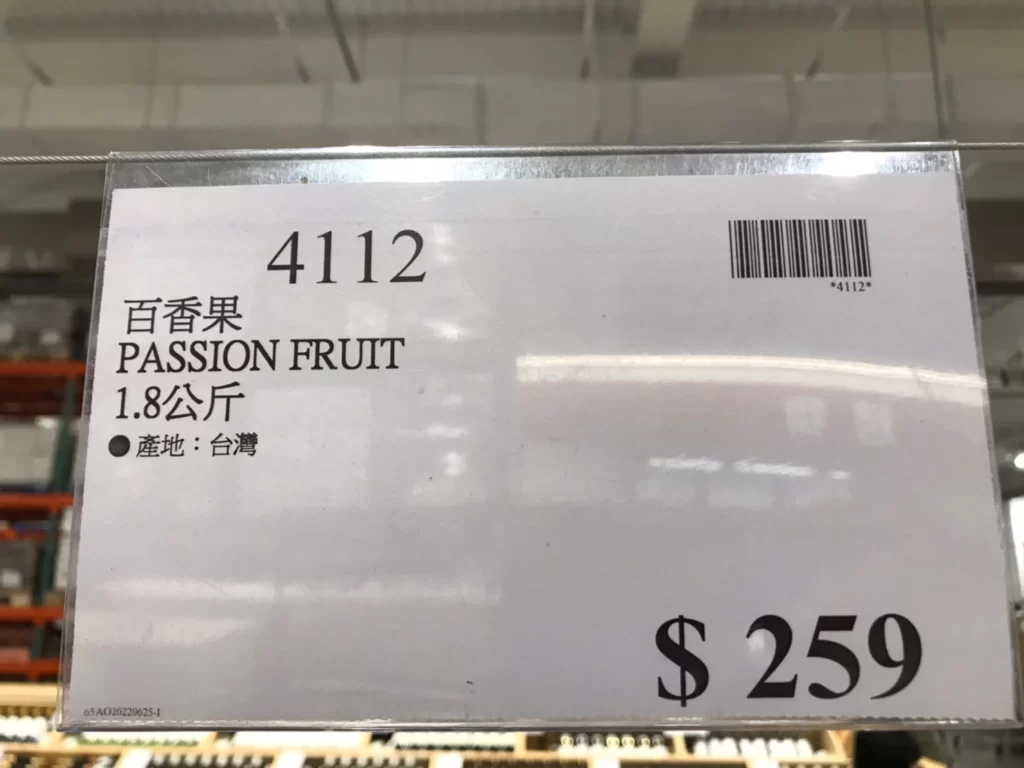 4112
*4112*
百香果
PASSION FRUIT
1.8公斤
●產地：台灣
$ 259
65AO20220625-1